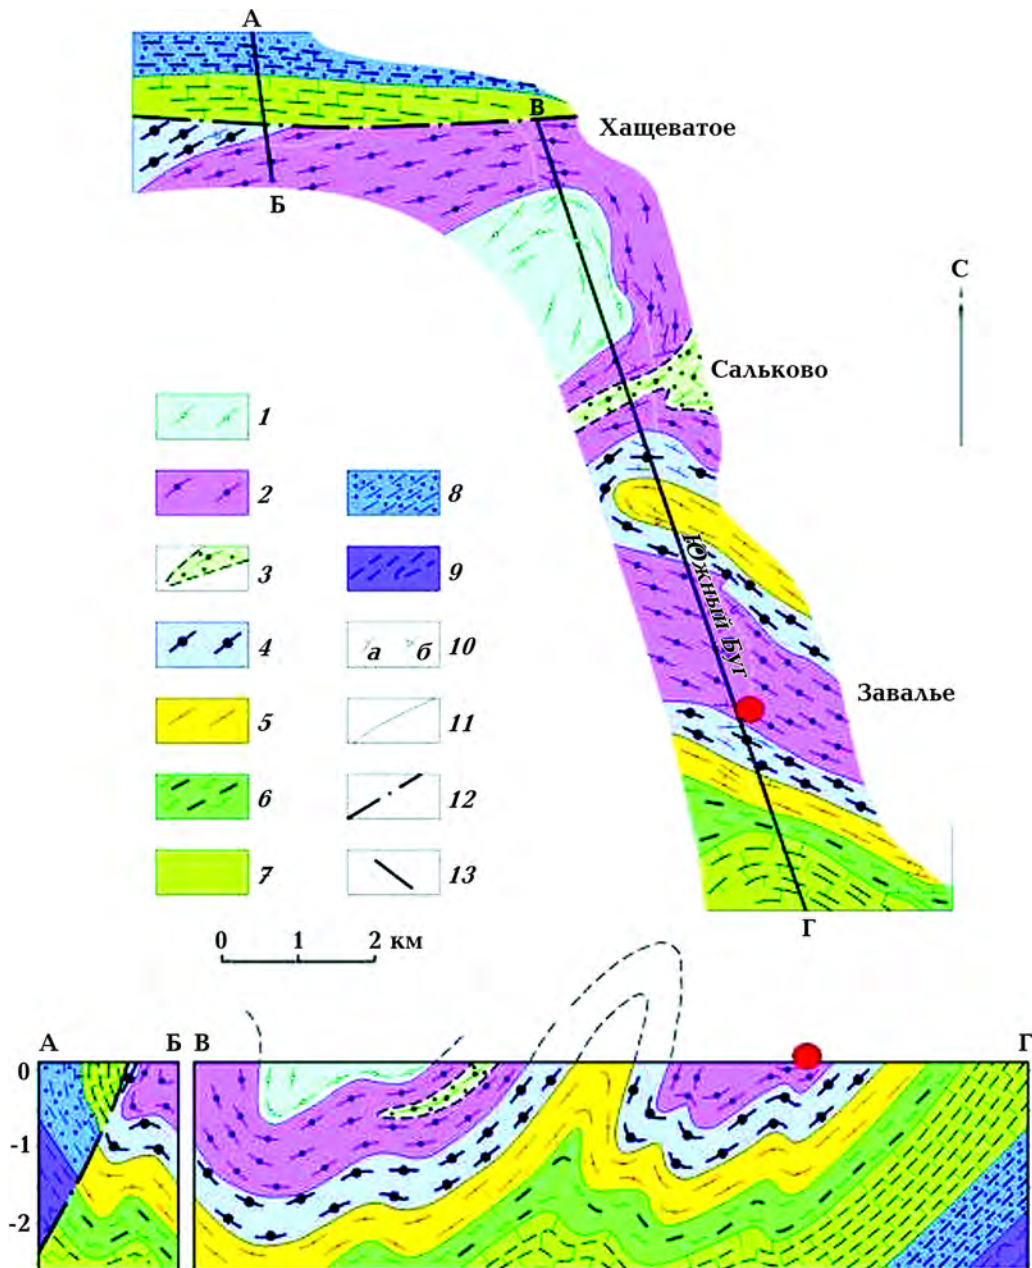 А
В
Хащеватое
Б
С
Сальково
1
2
8
3
9
Южный Буг
4
а б 10
Завалье
5
11
6
12
7
13
Г
0 1 2 км
А Б В Г
0
-1
-2